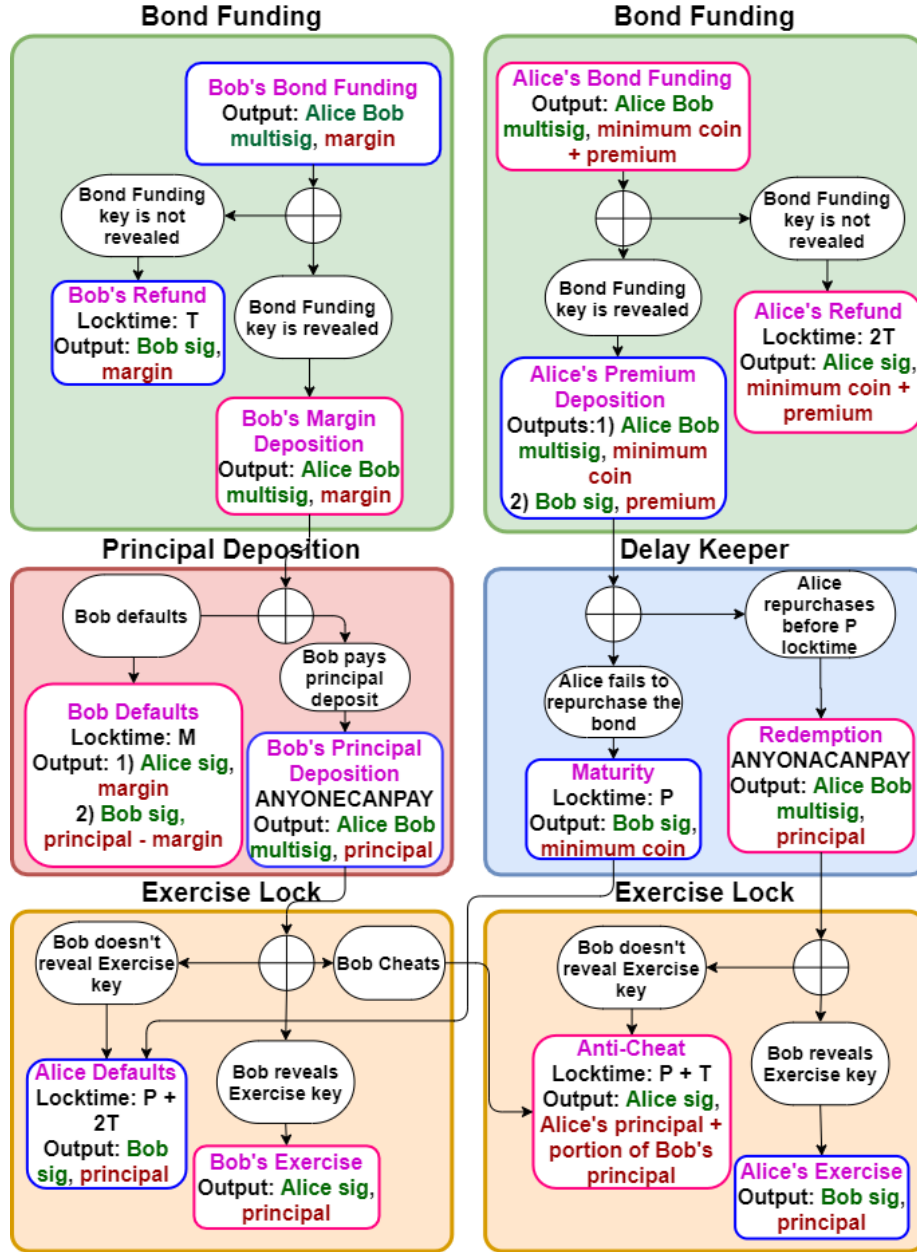 Bond Funding
Bob's Bond Funding
Output: Alice Bob
multisig, margin
Bond Funding
key is not
revealed
Bob's Refund
Locktime: T
Output: Bob sig,
margin
Bond Funding
key is revealed
Bob's Margin
Deposition
Output: Alice Bob
multisig, margin
Bond Funding
Alice's Bond Funding
Output: Alice Bob
multisig, minimum coin
+ premium
Bond Funding
key is not
revealed
Bond Funding
key is revealed
Alice's Refund
Locktime: 2T
Output: Alice sig,
minimum coin +
premium
Alice's Premium
Deposition
Outputs:1) Alice Bob
multisig, minimum
coin
2) Bob sig, premium
Principal Deposition
Bob defaults
Bob pays
principal
deposit
Bob Defaults
Locktime: M
Output: 1) Alice sig,
margin
2) Bob sig,
principal - margin
Bob's Principal
Deposition
ANYONECANPAY
Output: Alice Bob
multisig, principal
Delay Keeper
Alice
repurchases
before P
locktime
Alice fails to
repurchase the
bond
Maturity
Locktime: P
Output: Bob sig,
minimum coin
Redemption
ANYONACANPAY
Output: Alice Bob
multisig,
principal
Exercise Lock
Bob doesn't
reveal Exercise
key
Bob Cheats
Bob reveals
Exercise key
Alice Defaults
Locktime: P +
2T
Output: Bob
sig, principal
Bob's Exercise
Output: Alice sig,
principal
Exercise Lock
Bob doesn't
reveal Exercise
key
Bob reveals
Exercise key
Anti-Cheat
Locktime: P + T
Output: Alice sig,
Alice's principal +
portion of Bob's
principal
Alice's Exercise
Output: Bob sig,
principal